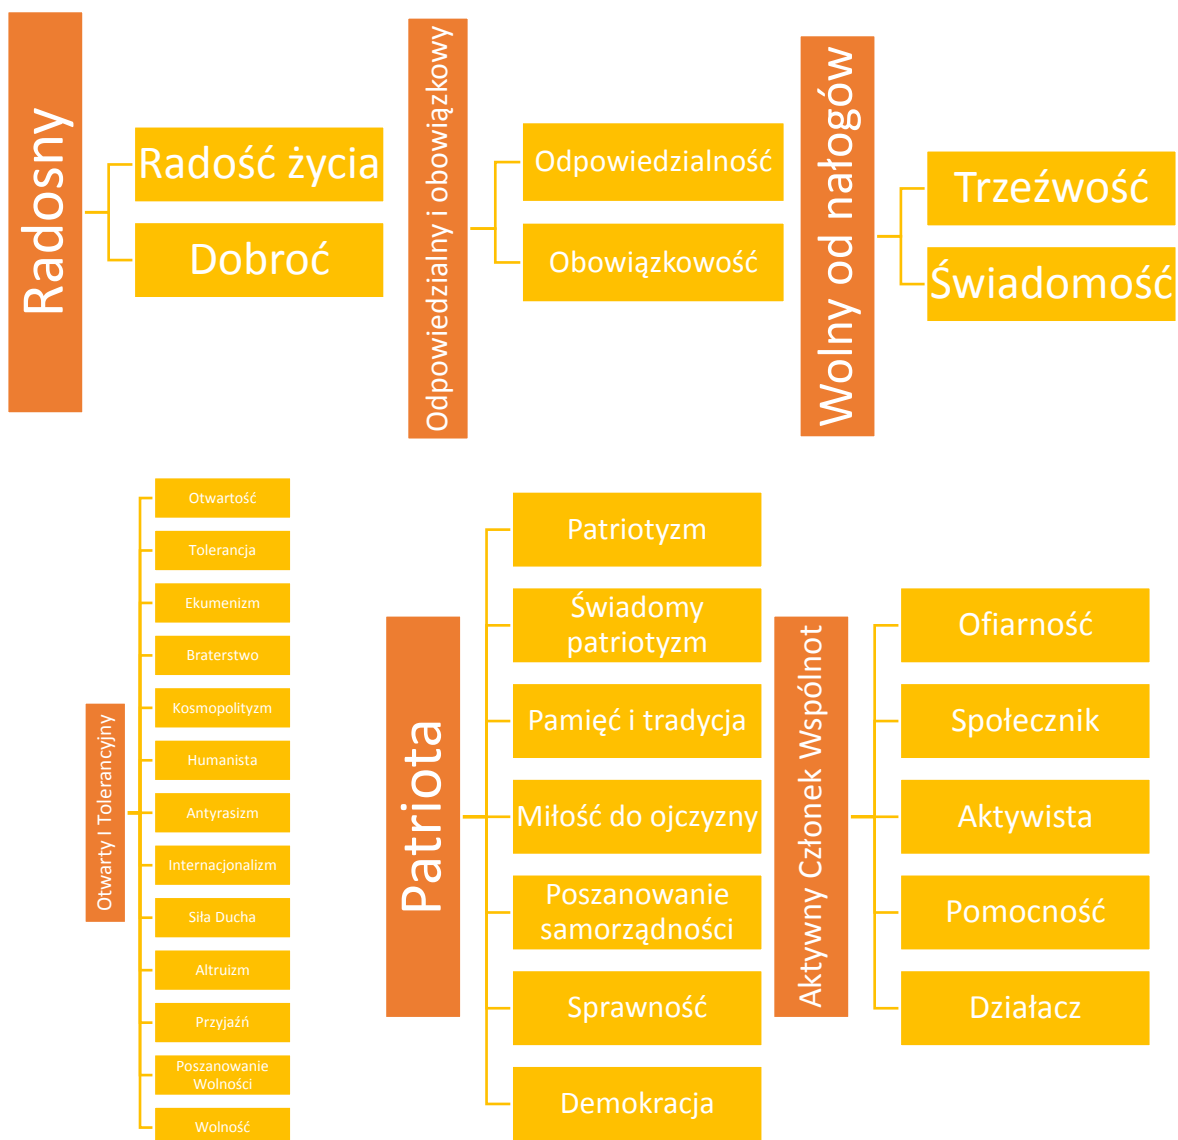 Radosny
Radość życia
Dobroć
Odpowiedzialny i obowiązkowy
Odpowiedzialność
Obowiązkowość
Wolny od nałogów
Trzeźwość
Świadomość
Otwarty I Tolerancyjny
Otwartość
Tolerancja
Ekumenizm
Braterstwo
Kosmopolityzm
Humanista
Antyrasizm
Internacjonalizm
Siła Ducha
Altruizm
Przyjaźń
Poszanowanie
Wolności
Wolność
Patriota
Patriotyzm
Świadomy
patriotyzm
Pamięć i tradycja
Miłość do ojczyzny
Poszanowanie
samorządności
Sprawność
Demokracja
Aktywny Członek Wspólnot
Ofiarność
Społecznik
Aktywista
Pomocność
Działacz